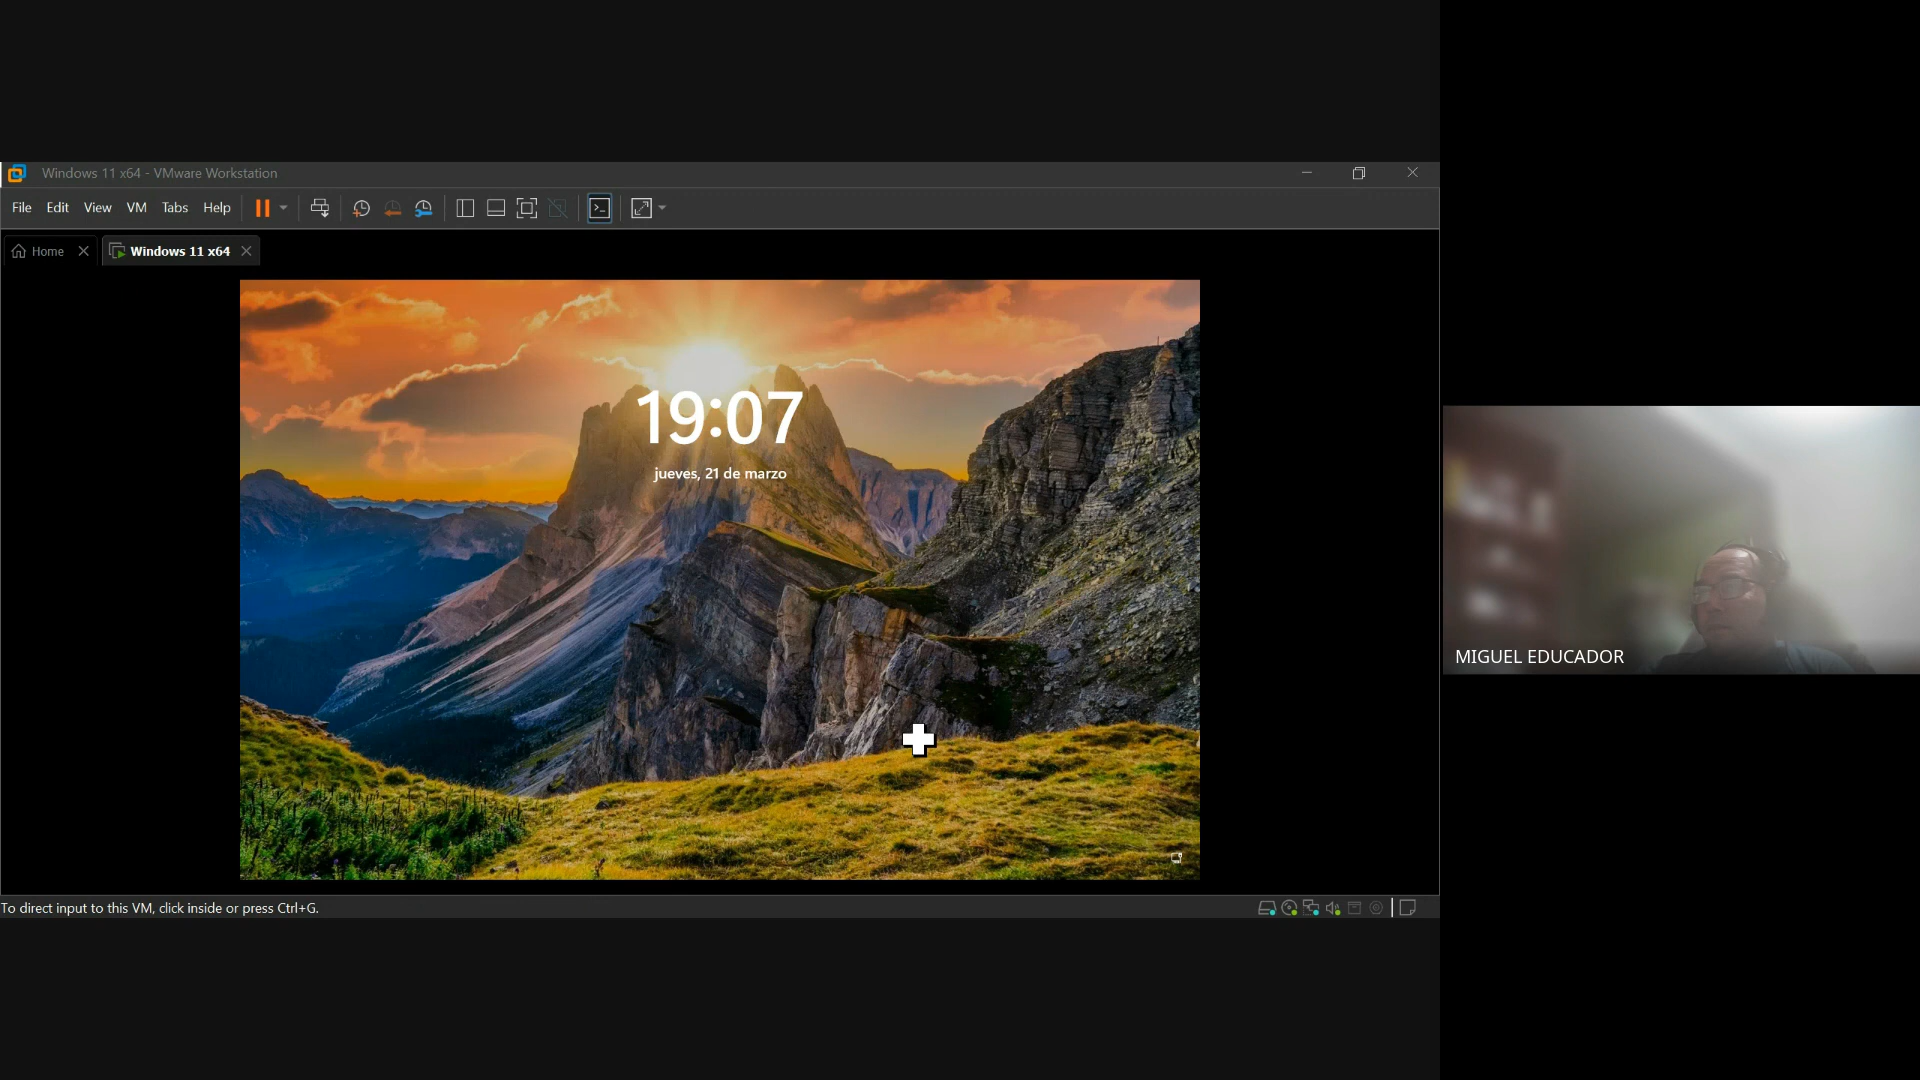 Windows 11 x64 - VMware Workstation
File Edit View VM Tabs Help
Home Windows 11 x64
19:07
jueves, 21 de marzo
MIGUEL EDUCADOR
To direct input to this VM, click inside or press Ctrl+G.